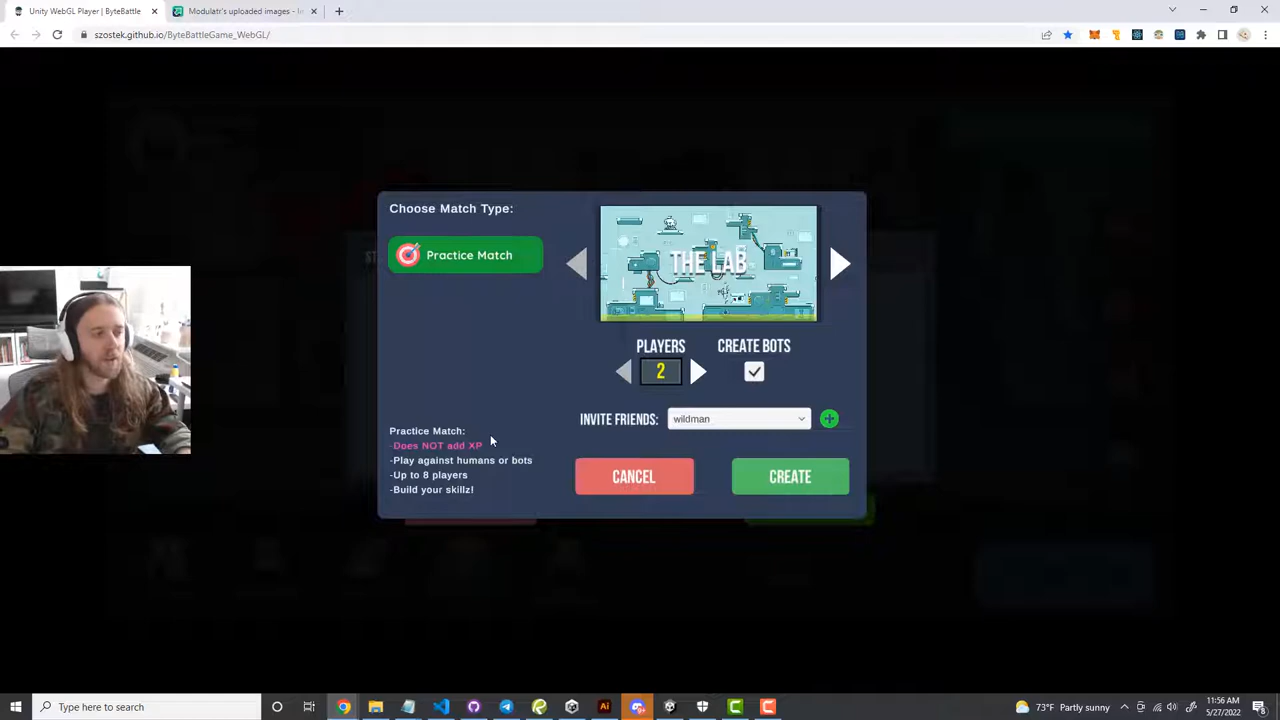 Unity WebGL Player | ByteBattle
Modulatr's uploaded images - I
szostek.github.io/ByteBattleGame_WebGL/
Choose Match Type:
Practice Match
THE LAB
PLAYERS
CREATE BOTS
2
INVITE FRIENDS:
wildman
Practice Match:
-Does NOT add XP
-Play against humans or bots
-Up to 8 players
-Build your skillz!
CANCEL
CREATE
Type here to search
73°F Partly sunny
11:56 AM
5/27/2022